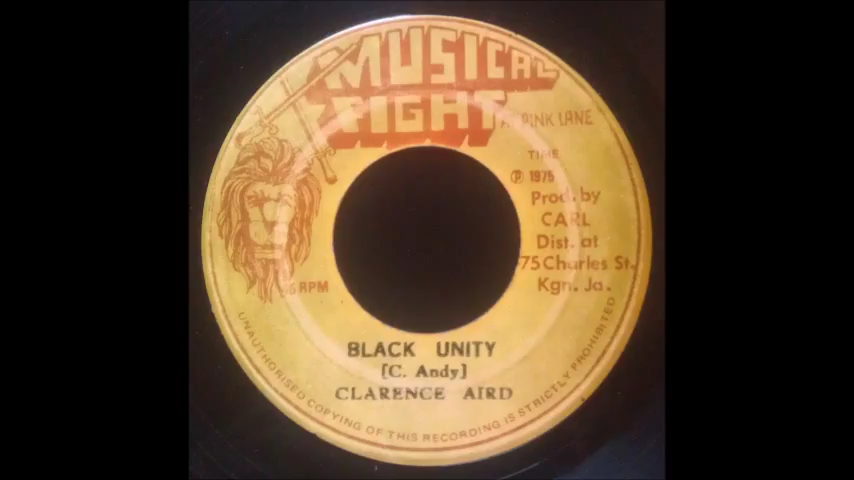 MUSICAL
FIGHT
PINK LANE
TIME
℗ 1975
Prod. by
CARL
Dist. at
75 Charles St.
Kgn. Ja.
5 RPM
BLACK UNITY
[C. Andy]
CLARENCE AIRD
UNAUTHORISED COPYING OF THIS RECORDING IS STRICTLY PROHIBITED